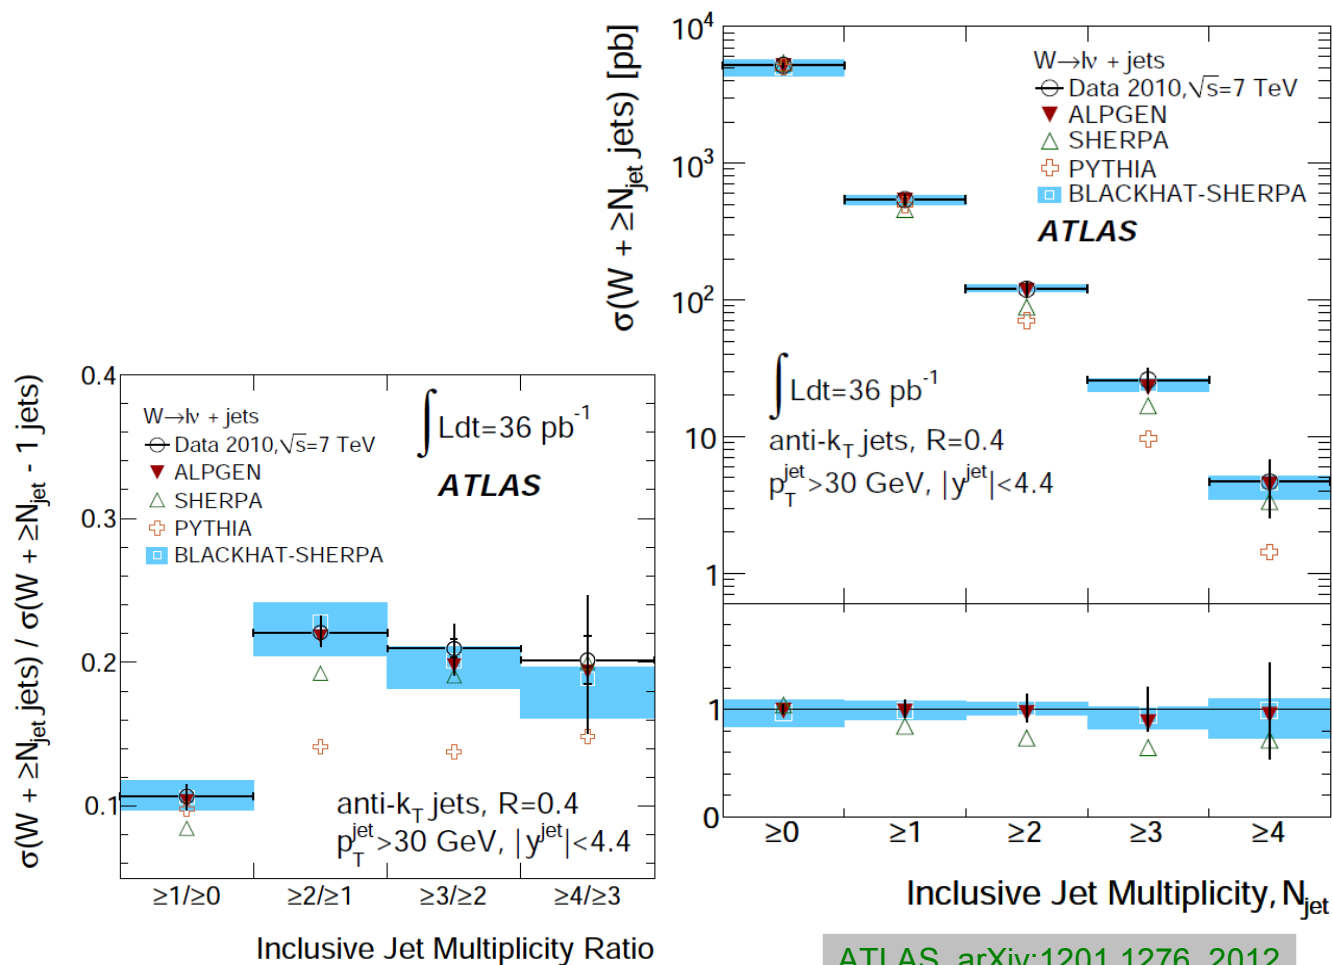 σ(W + ≥N_jet jets) [pb]
10^4
10^3
10^2
10
1
W→lν + jets
Data 2010,√s=7 TeV
ALPGEN
SHERPA
PYTHIA
BLACKHAT-SHERPA
ATLAS
∫Ldt=36 pb^-1
anti-k_T jets, R=0.4
p_T^jet>30 GeV, |y^jet|<4.4
1
0
≥0 ≥1 ≥2 ≥3 ≥4
Inclusive Jet Multiplicity, N_jet
σ(W + ≥N_jet jets) / σ(W + ≥N_jet - 1 jets)
0.4
0.3
0.2
0.1
W→lν + jets
Data 2010,√s=7 TeV
ALPGEN
SHERPA
PYTHIA
BLACKHAT-SHERPA
∫Ldt=36 pb^-1
ATLAS
anti-k_T jets, R=0.4
p_T^jet>30 GeV, |y^jet|<4.4
≥1/≥0 ≥2/≥1 ≥3/≥2 ≥4/≥3
Inclusive Jet Multiplicity Ratio
ATLAS, arXiv:1201.1276, 2012